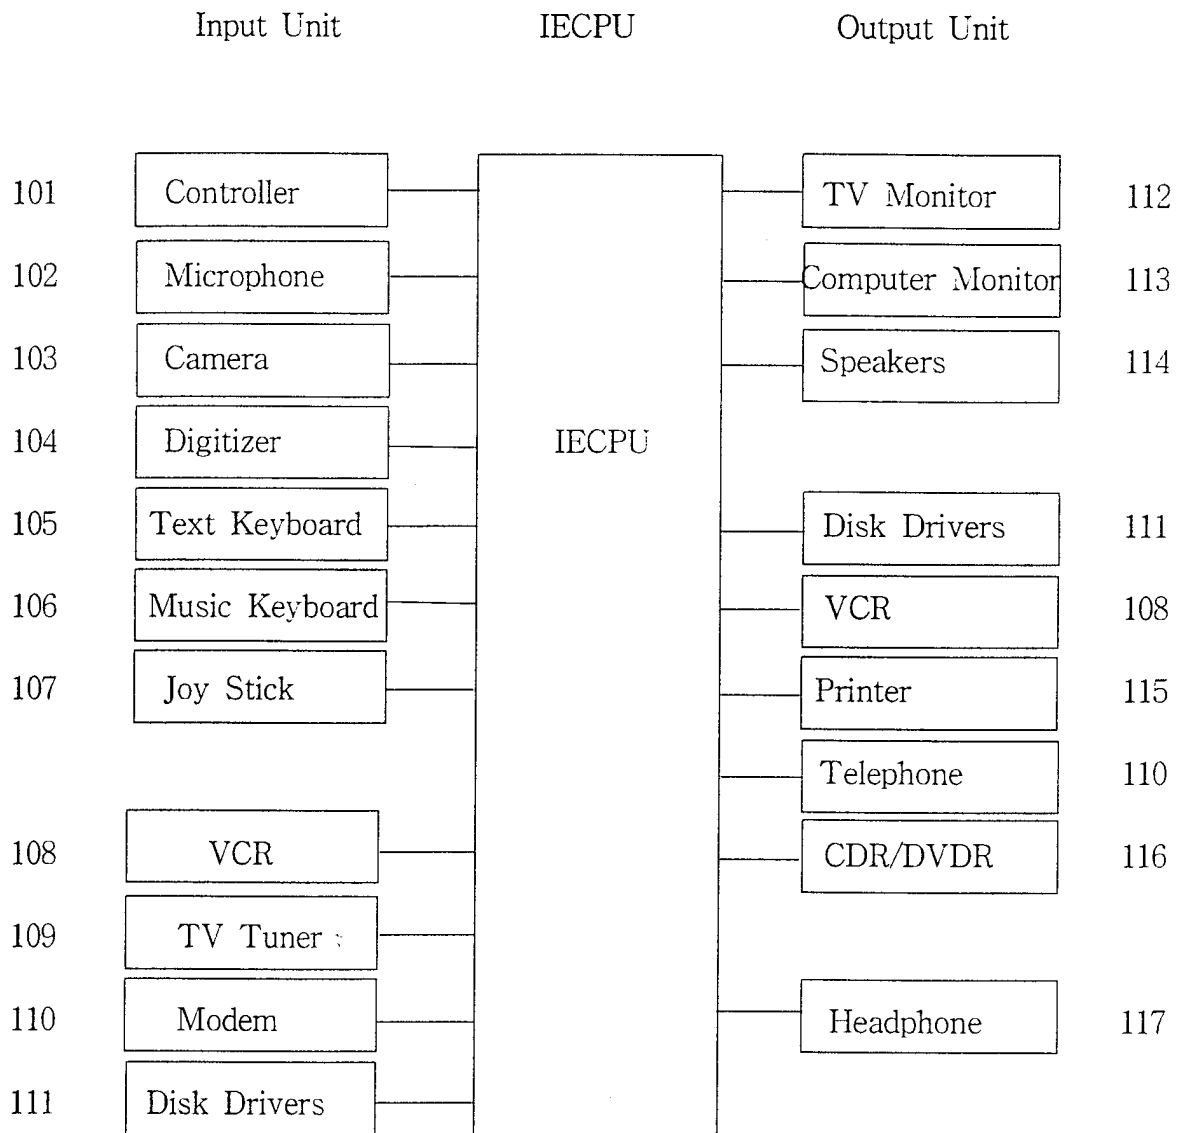 Input Unit IECPU Output Unit
101 Controller TV Monitor 112
102 Microphone Computer Monitor 113
103 Camera Speakers 114
104 Digitizer IECPU
105 Text Keyboard Disk Drivers 111
106 Music Keyboard VCR 108
107 Joy Stick Printer 115
Telephone 110
108 VCR CDR/DVDR 116
109 TV Tuner
110 Modem Headphone 117
111 Disk Drivers